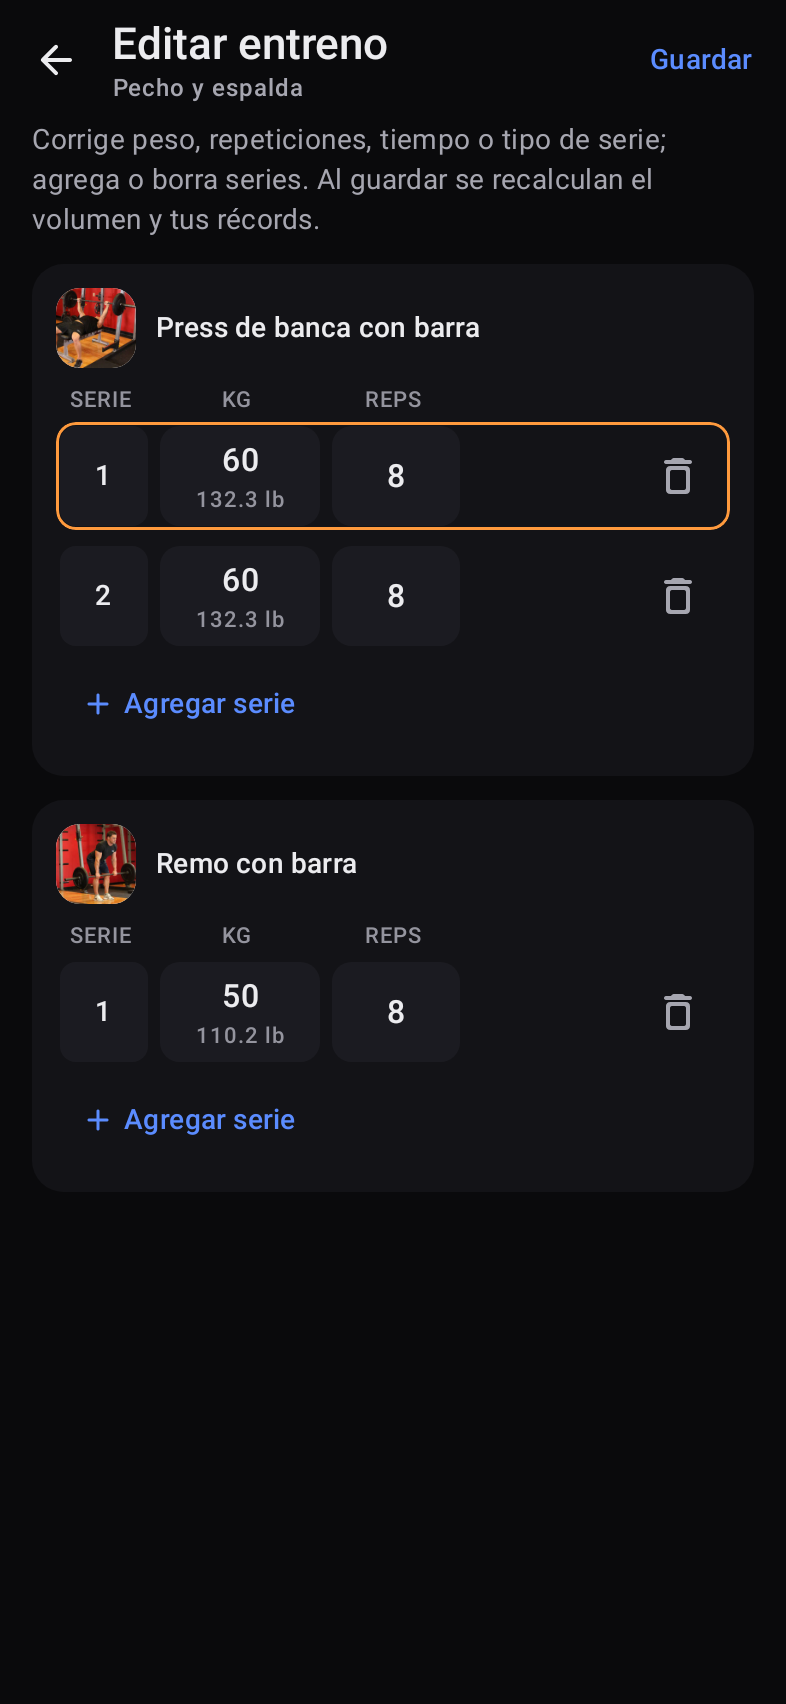 Editar entreno
Pecho y espalda
Guardar
Corrige peso, repeticiones, tiempo o tipo de serie;
agrega o borra series. Al guardar se recalculan el
volumen y tus récords.
Press de banca con barra
SERIE KG REPS
1 60 8
132.3 lb
2 60 8
132.3 lb
+ Agregar serie
Remo con barra
SERIE KG REPS
1 50 8
110.2 lb
+ Agregar serie